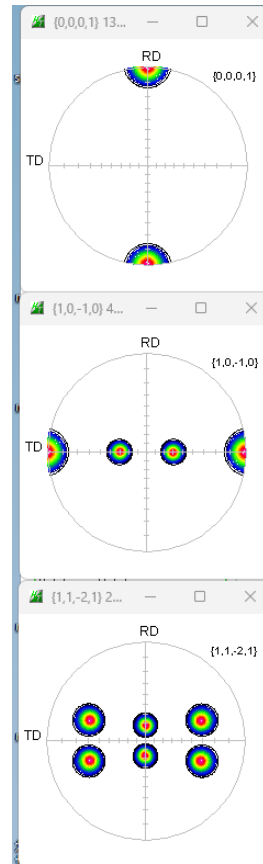 {0,0,0,1} 13...
RD
{0,0,0,1}
TD
{1,0,-1,0} 4...
RD
{1,0,-1,0}
TD
{1,1,-2,1} 2...
RD
{1,1,-2,1}
TD